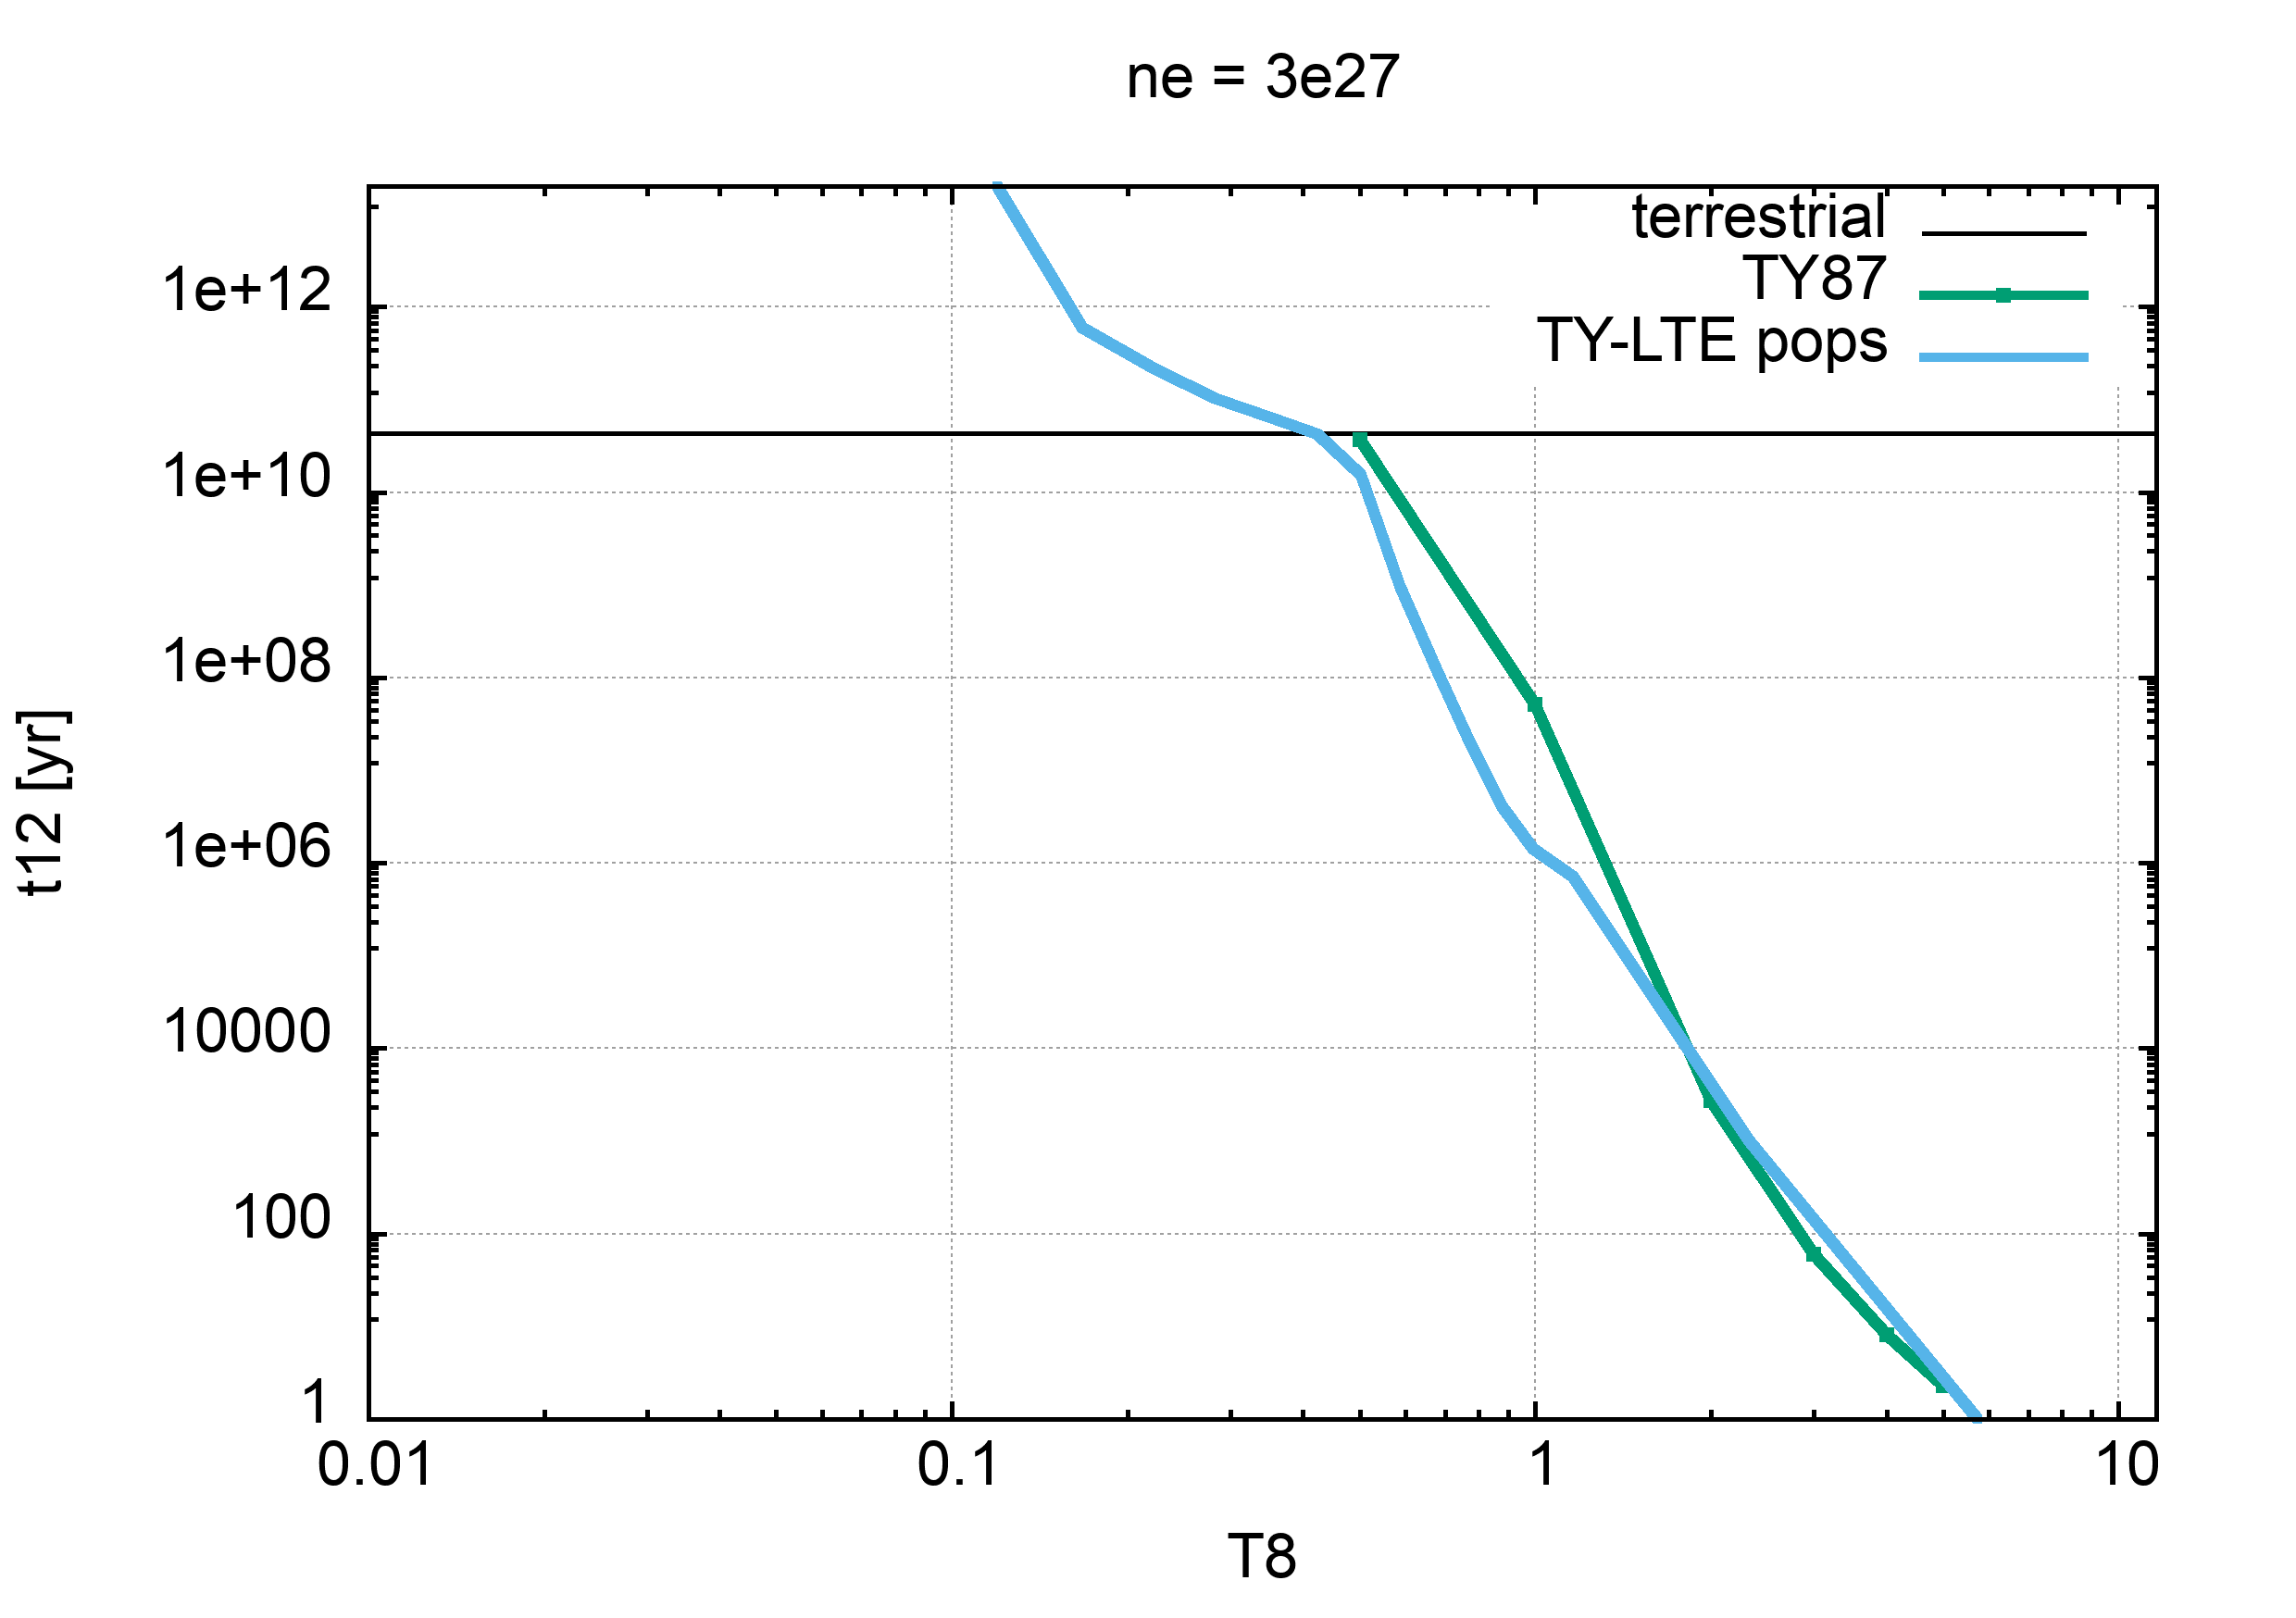 ne = 3e27
terrestrial
TY87
TY-LTE pops
1e+12
1e+10
1e+08
1e+06
10000
100
1
t12 [yr]
0.01 0.1 1 10
T8